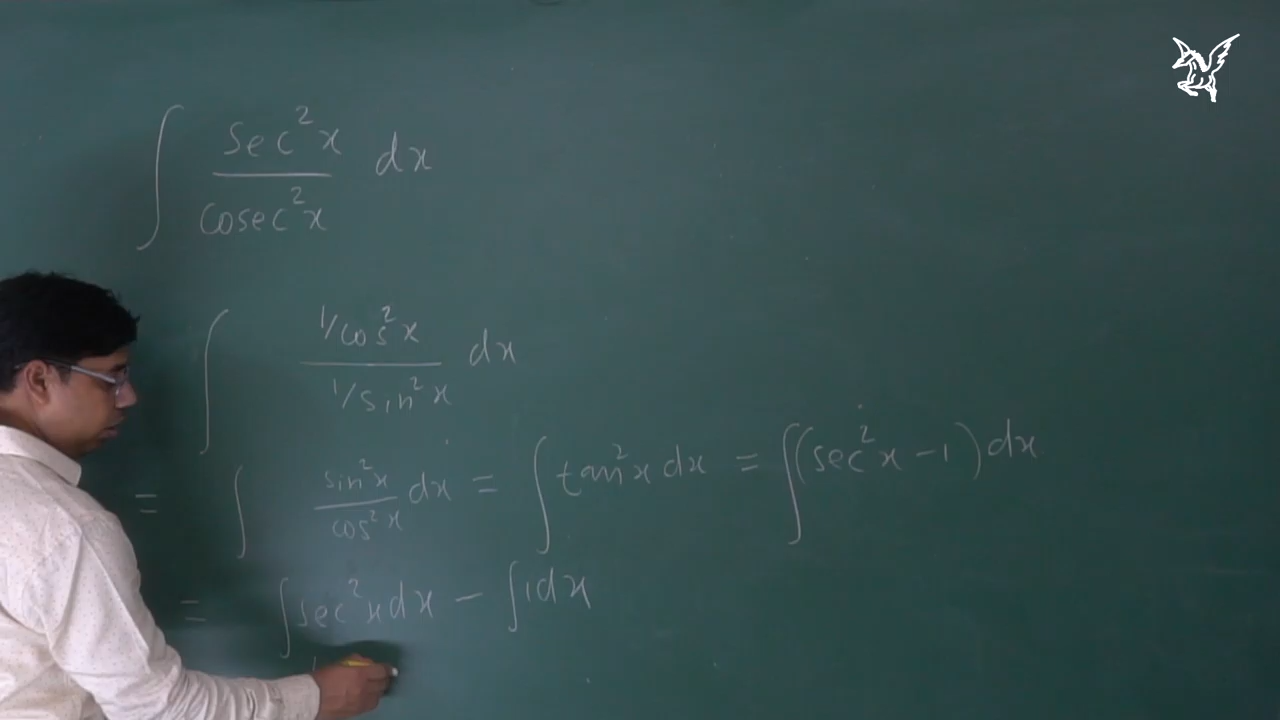 ∫ sec²x / cosec²x dx
∫ 1/cos²x / 1/sin²x dx
= ∫ sin²x / cos²x dx = ∫ tan²x dx = ∫(sec²x − 1) dx
= ∫ sec²x dx − ∫ 1 dx